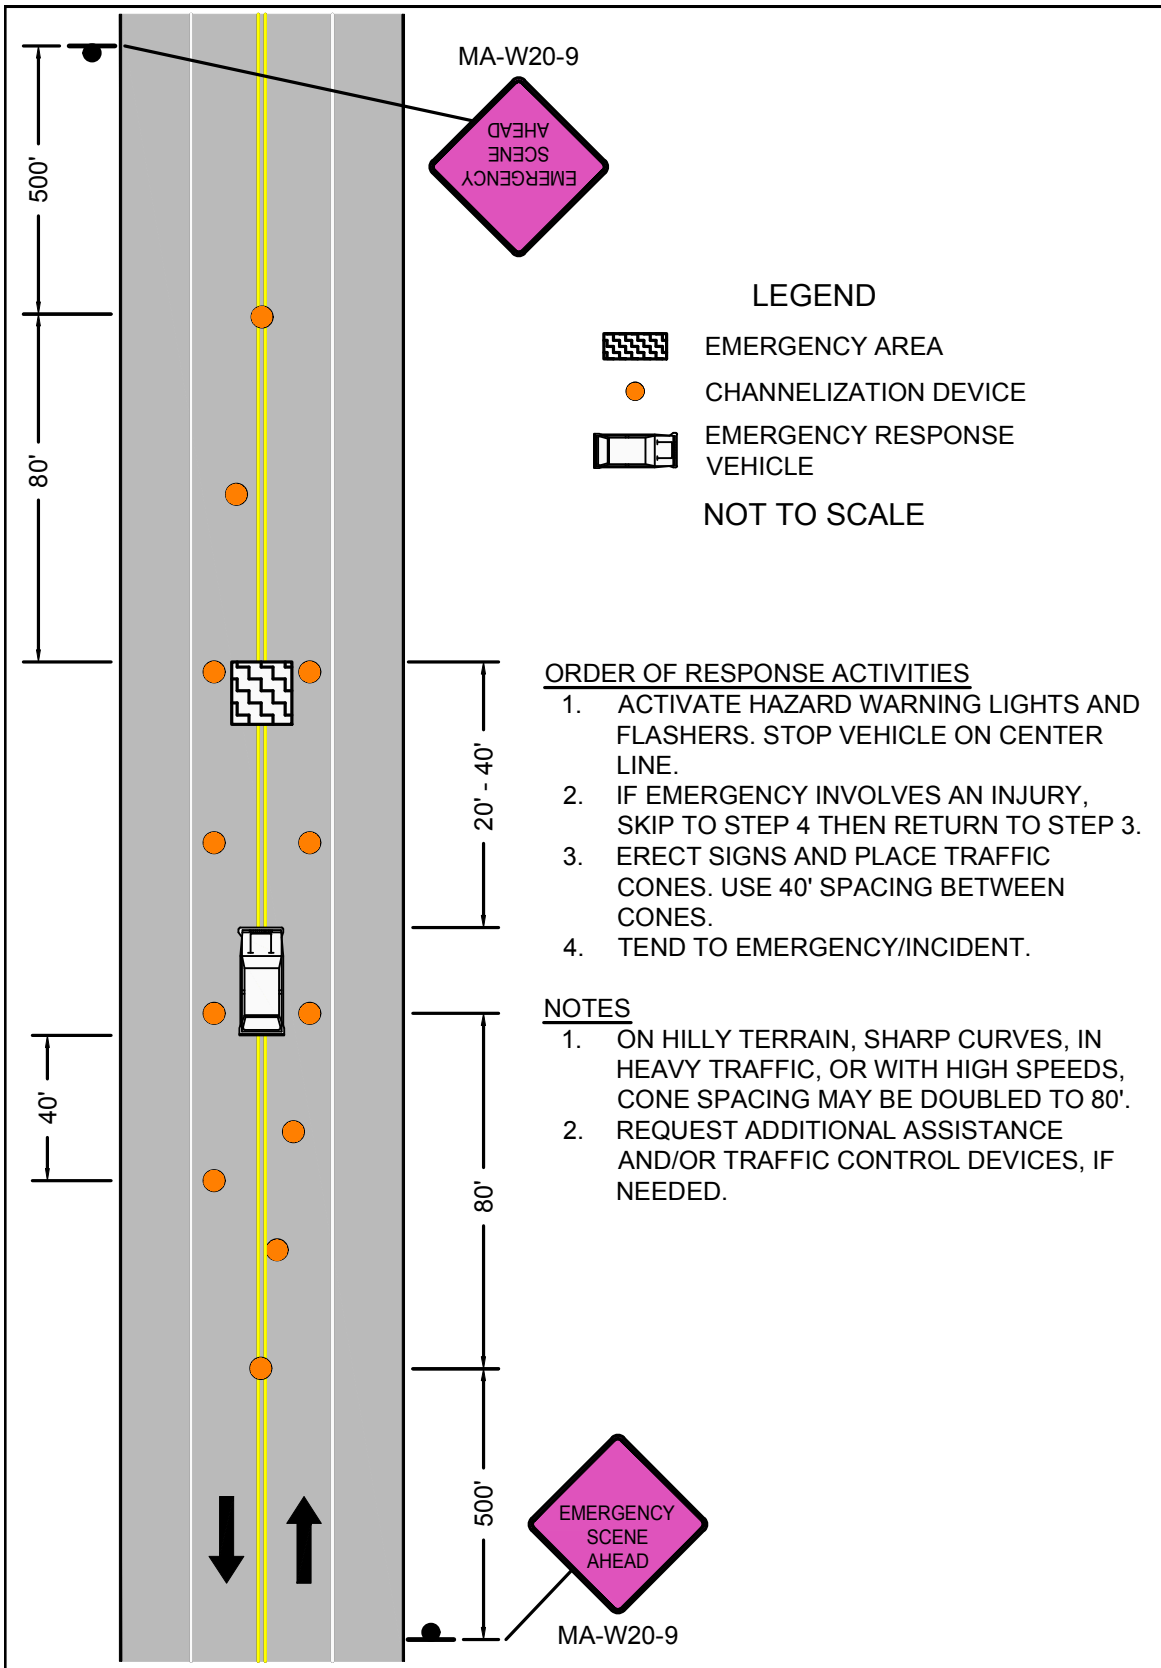 MA-W20-9
EMERGENCY
SCENE
AHEAD
500'
80'
LEGEND
EMERGENCY AREA
CHANNELIZATION DEVICE
EMERGENCY RESPONSE
VEHICLE
NOT TO SCALE
20' - 40'
ORDER OF RESPONSE ACTIVITIES
1. ACTIVATE HAZARD WARNING LIGHTS AND
FLASHERS. STOP VEHICLE ON CENTER
LINE.
2. IF EMERGENCY INVOLVES AN INJURY,
SKIP TO STEP 4 THEN RETURN TO STEP 3.
3. ERECT SIGNS AND PLACE TRAFFIC
CONES. USE 40' SPACING BETWEEN
CONES.
4. TEND TO EMERGENCY/INCIDENT.
NOTES
1. ON HILLY TERRAIN, SHARP CURVES, IN
HEAVY TRAFFIC, OR WITH HIGH SPEEDS,
CONE SPACING MAY BE DOUBLED TO 80'.
2. REQUEST ADDITIONAL ASSISTANCE
AND/OR TRAFFIC CONTROL DEVICES, IF
NEEDED.
40'
80'
500'
EMERGENCY
SCENE
AHEAD
MA-W20-9